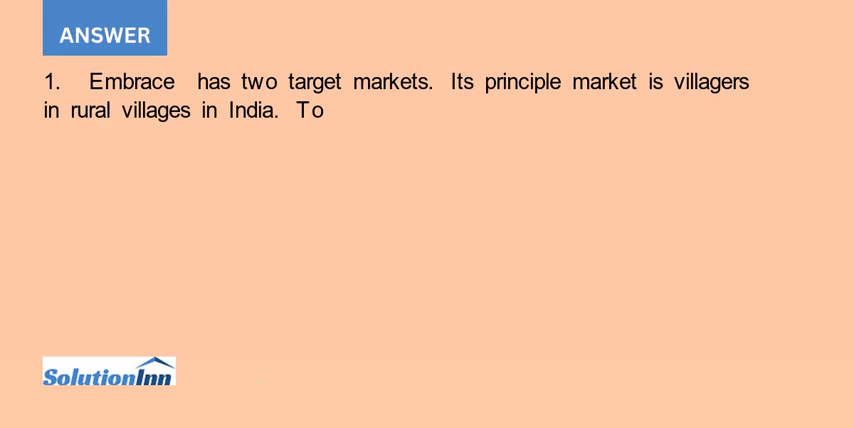 ANSWER
1. Embrace has two target markets. Its principle market is villagers
in rural villages in India. To
SolutionInn